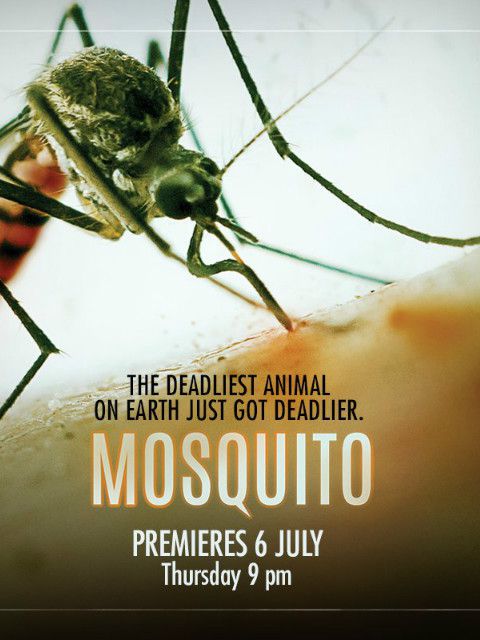 THE DEADLIEST ANIMAL
ON EARTH JUST GOT DEADLIER.
MOSQUITO
PREMIERES 6 JULY
Thursday 9 pm